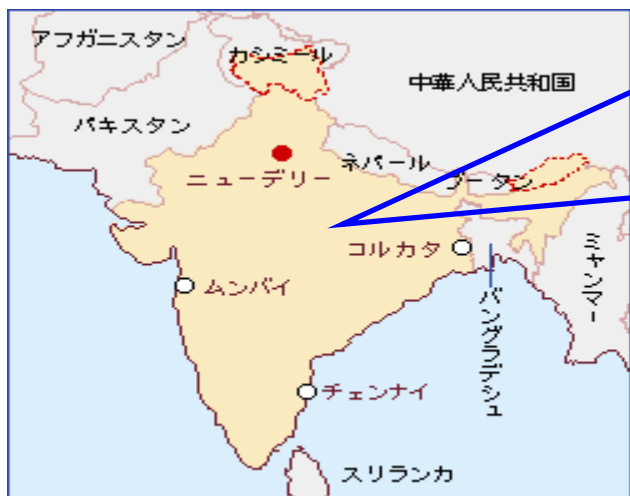 アフガニスタン
カシミール
中華人民共和国
パキスタン
ネパール
ブータン
ニューデリー
コルカタ
ミャンマー
ムンバイ
バングラデシュ
チェンナイ
スリランカ